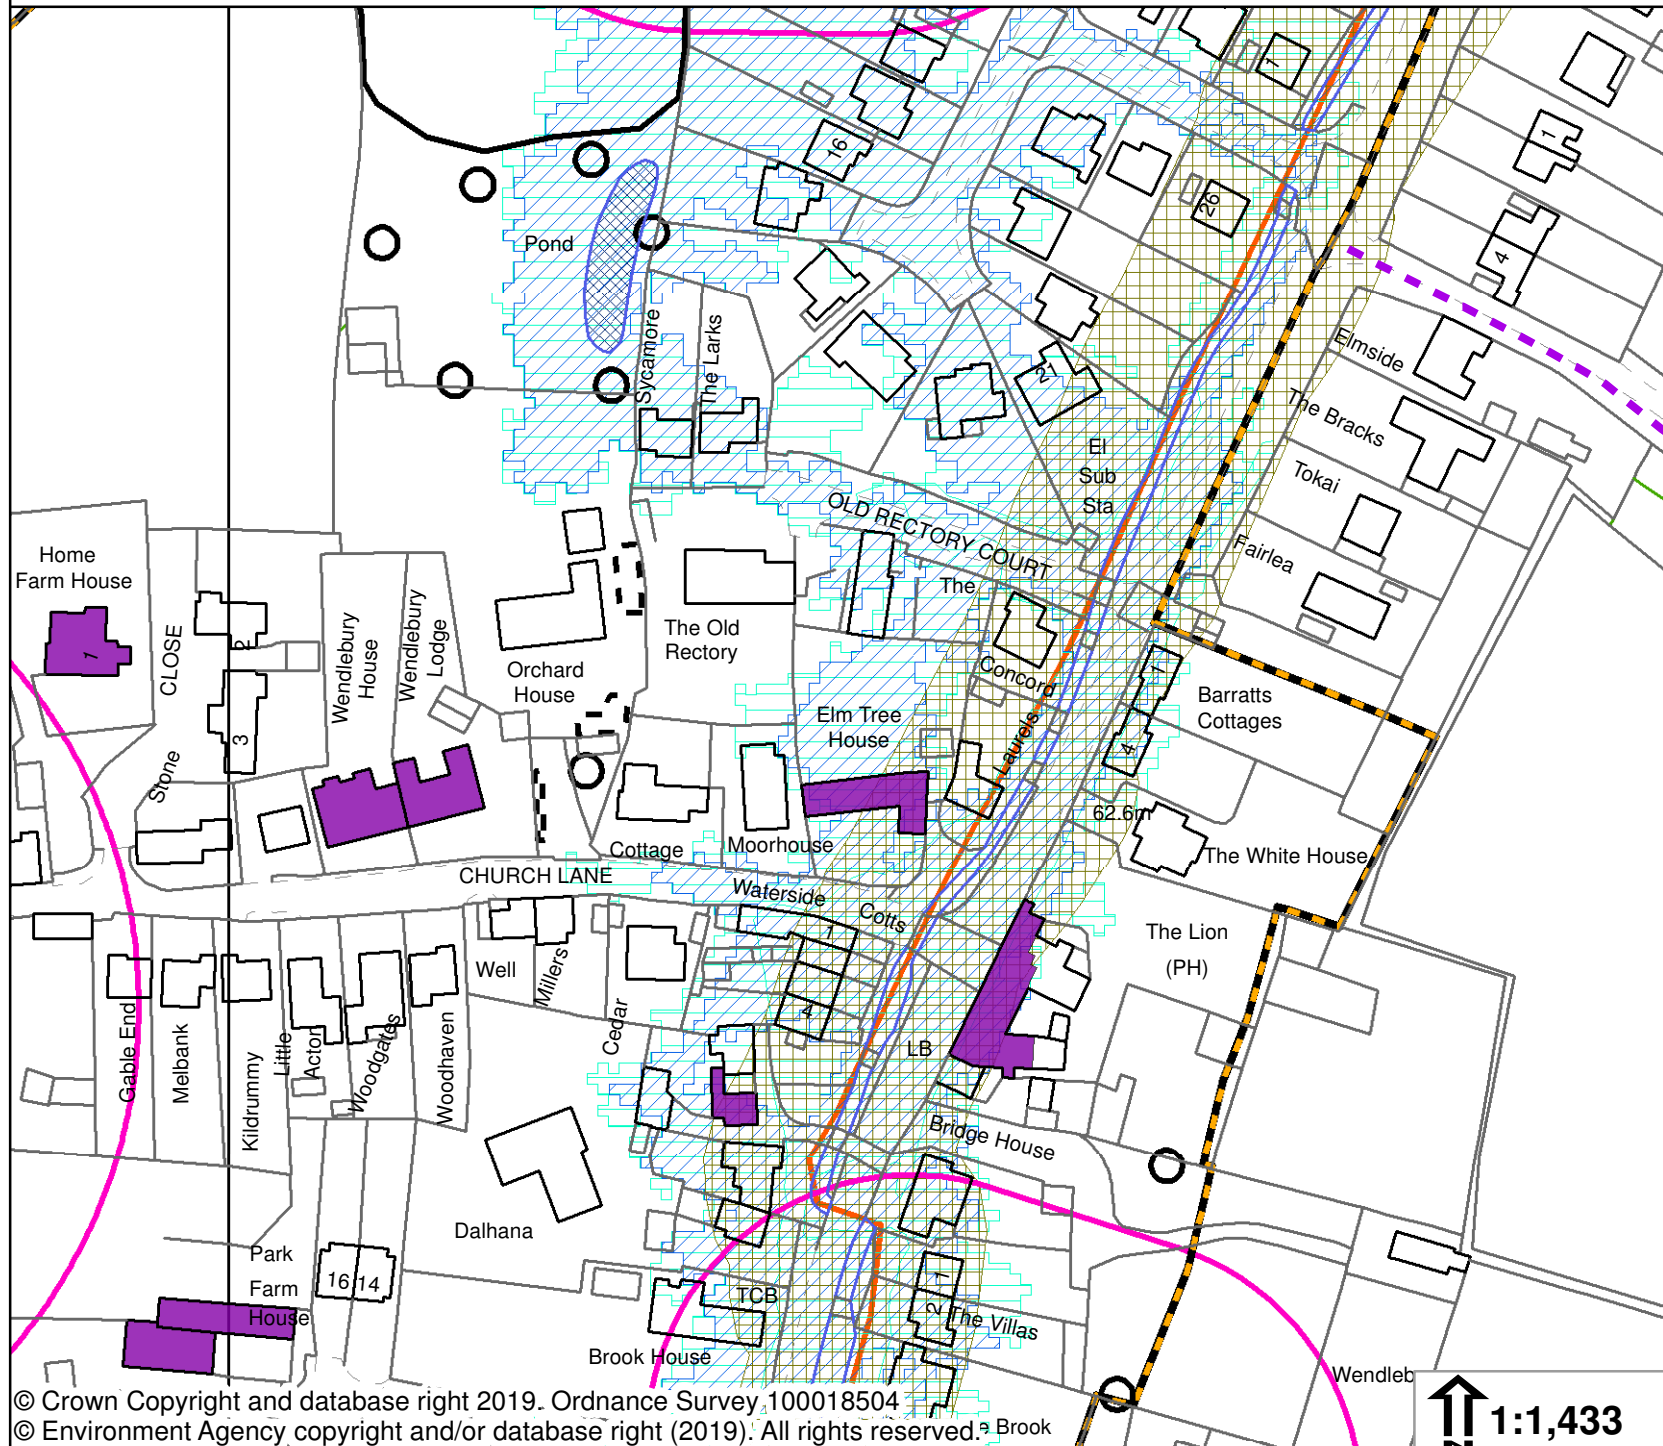 1
16
1
26
4
Pond
Sycamore
The Larks
21
Elmside
The Bracks
El
Sub
Sta
Tokai
OLD RECTORY COURT
Fairlea
Home
Farm House
1
CLOSE
Stone
2
3
Wendlebury
House
Wendlebury
Lodge
Orchard
House
The Old
Rectory
The
Concord
Laurels
1
4
Barratts
Cottages
Elm Tree
House
62.6m
The White House
Cottage
Moorhouse
CHURCH LANE
Waterside
Cotts
1
4
The Lion
(PH)
Well
Millers
Cedar
LB
Gable End
Melbank
Kildrummy
Little
Acton
Woodgates
Woodhaven
Bridge House
Dalhana
Park
Farm
House
16
14
TCB
1
2
The Villas
Brook House
Wendleb
© Crown Copyright and database right 2019. Ordnance Survey 100018504
© Environment Agency copyright and/or database right (2019). All rights reserved.
Brook
1:1,433